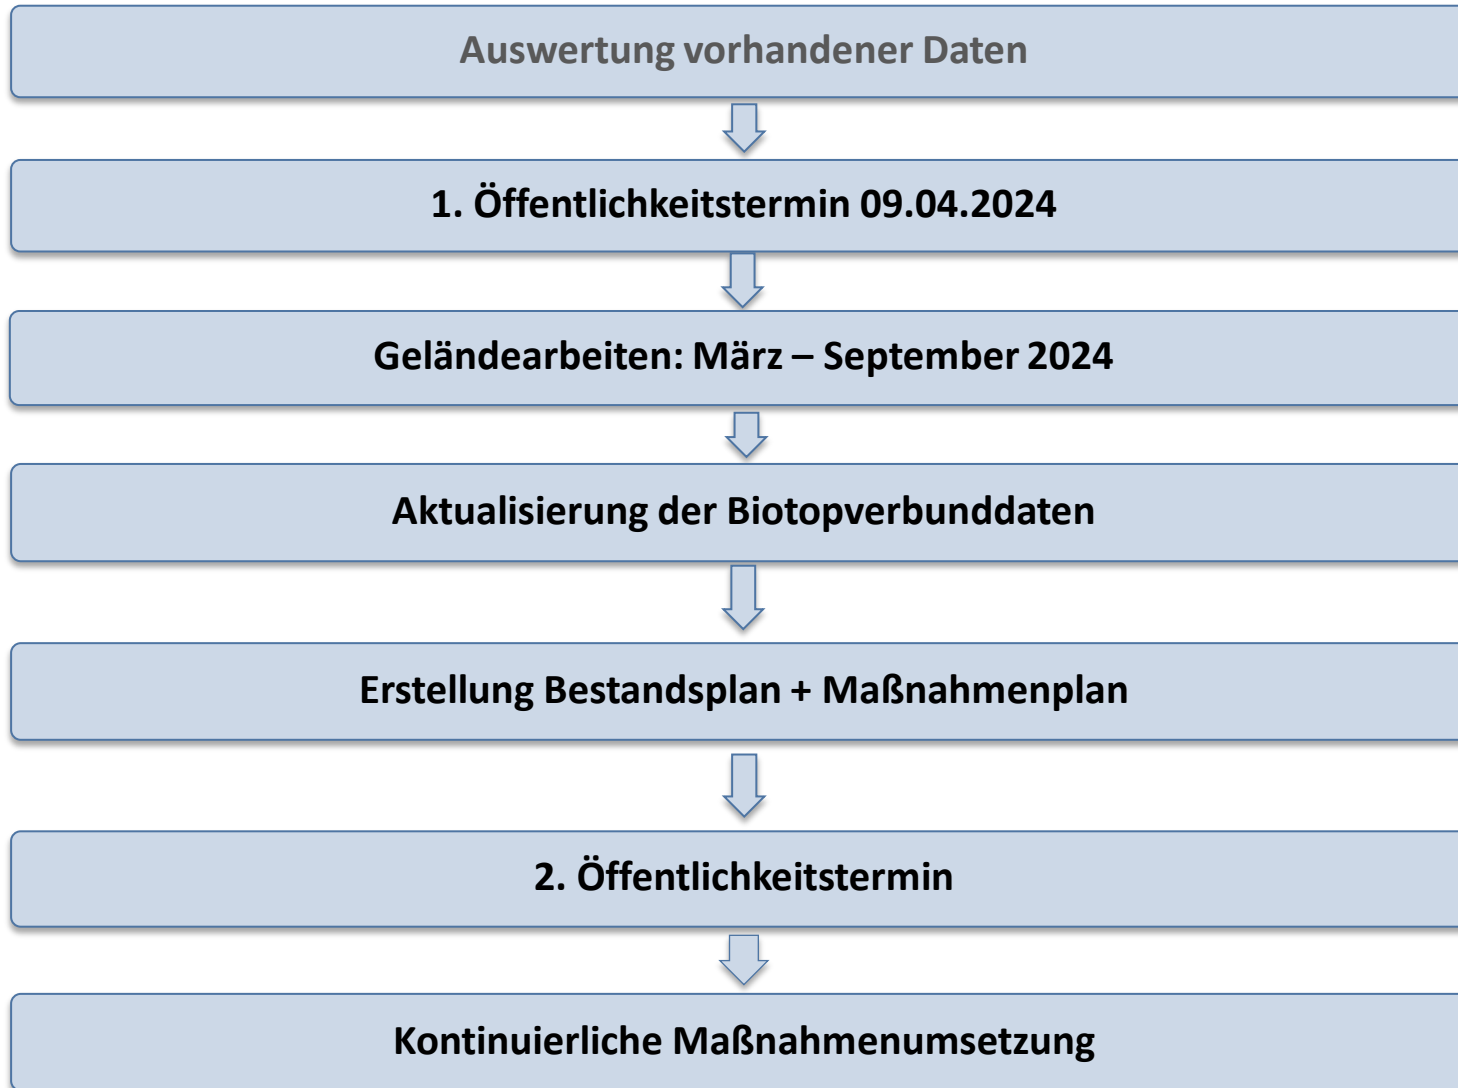 Auswertung vorhandener Daten
1. Öffentlichkeitstermin 09.04.2024
Geländearbeiten: März – September 2024
Aktualisierung der Biotopverbunddaten
Erstellung Bestandsplan + Maßnahmenplan
2. Öffentlichkeitstermin
Kontinuierliche Maßnahmenumsetzung